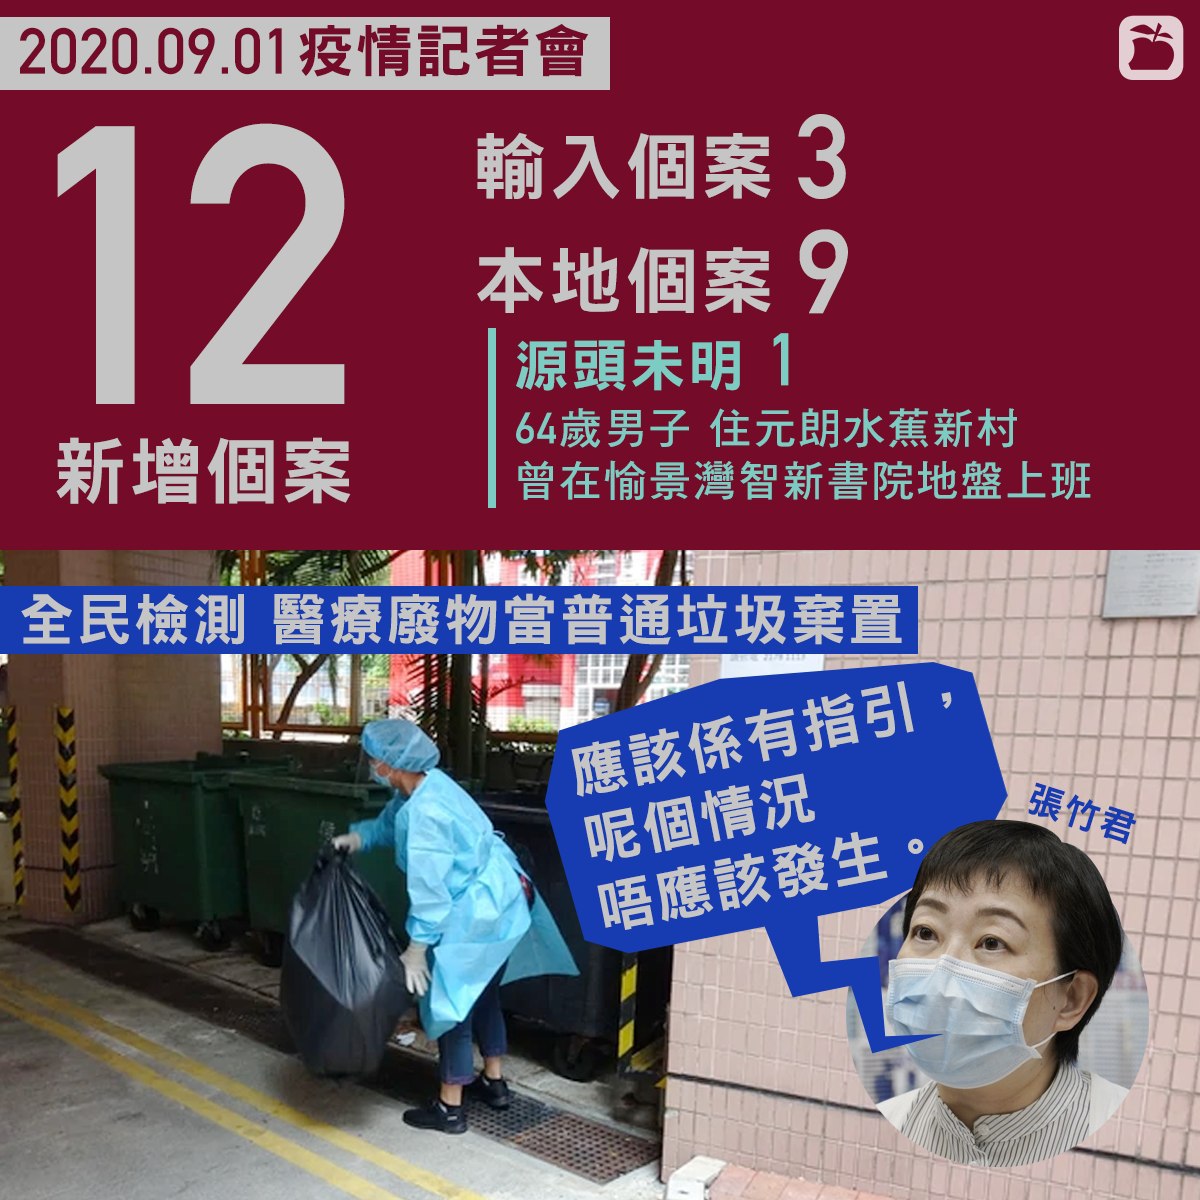 2020.09.01疫情記者會
12
新增個案
輸入個案 3
本地個案 9
源頭未明 1
64歲男子 住元朗水蕉新村
曾在愉景灣智新書院地盤上班
全民檢測 醫療廢物當普通垃圾棄置
應該係有指引，
呢個情況
唔應該發生。
張竹君